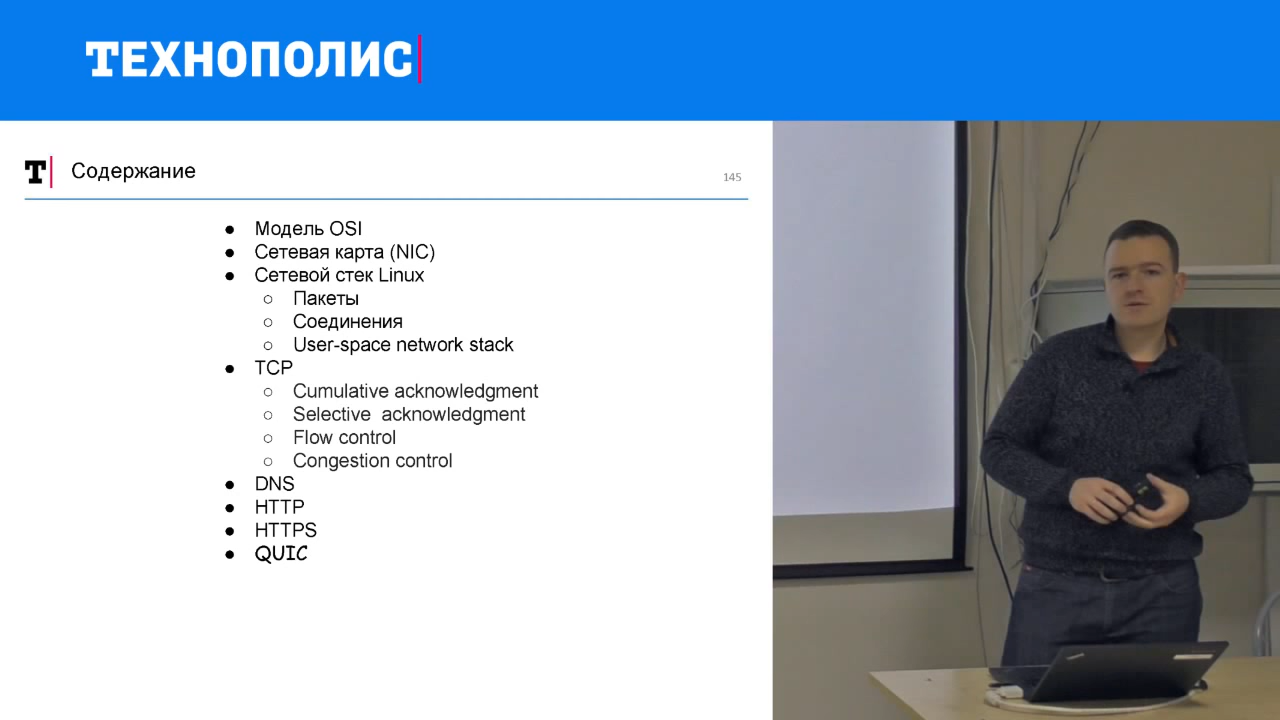 ТЕХНОПОЛИС
Т Содержание
145
● Модель OSI
● Сетевая карта (NIC)
● Сетевой стек Linux
○ Пакеты
○ Соединения
○ User-space network stack
● TCP
○ Cumulative acknowledgment
○ Selective acknowledgment
○ Flow control
○ Congestion control
● DNS
● HTTP
● HTTPS
● QUIC